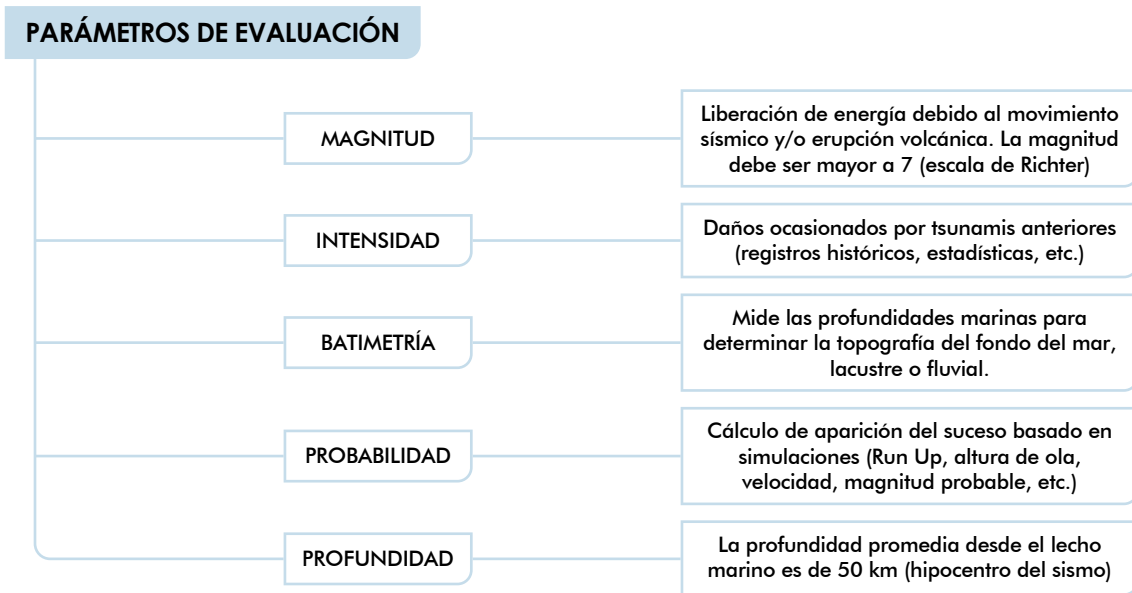 PARÁMETROS DE EVALUACIÓN
MAGNITUD
Liberación de energía debido al movimiento
sísmico y/o erupción volcánica. La magnitud
debe ser mayor a 7 (escala de Richter)
INTENSIDAD
Daños ocasionados por tsunamis anteriores
(registros históricos, estadísticas, etc.)
BATIMETRÍA
Mide las profundidades marinas para
determinar la topografía del fondo del mar,
lacustre o fluvial.
PROBABILIDAD
Cálculo de aparición del suceso basado en
simulaciones (Run Up, altura de ola,
velocidad, magnitud probable, etc.)
PROFUNDIDAD
La profundidad promedia desde el lecho
marino es de 50 km (hipocentro del sismo)